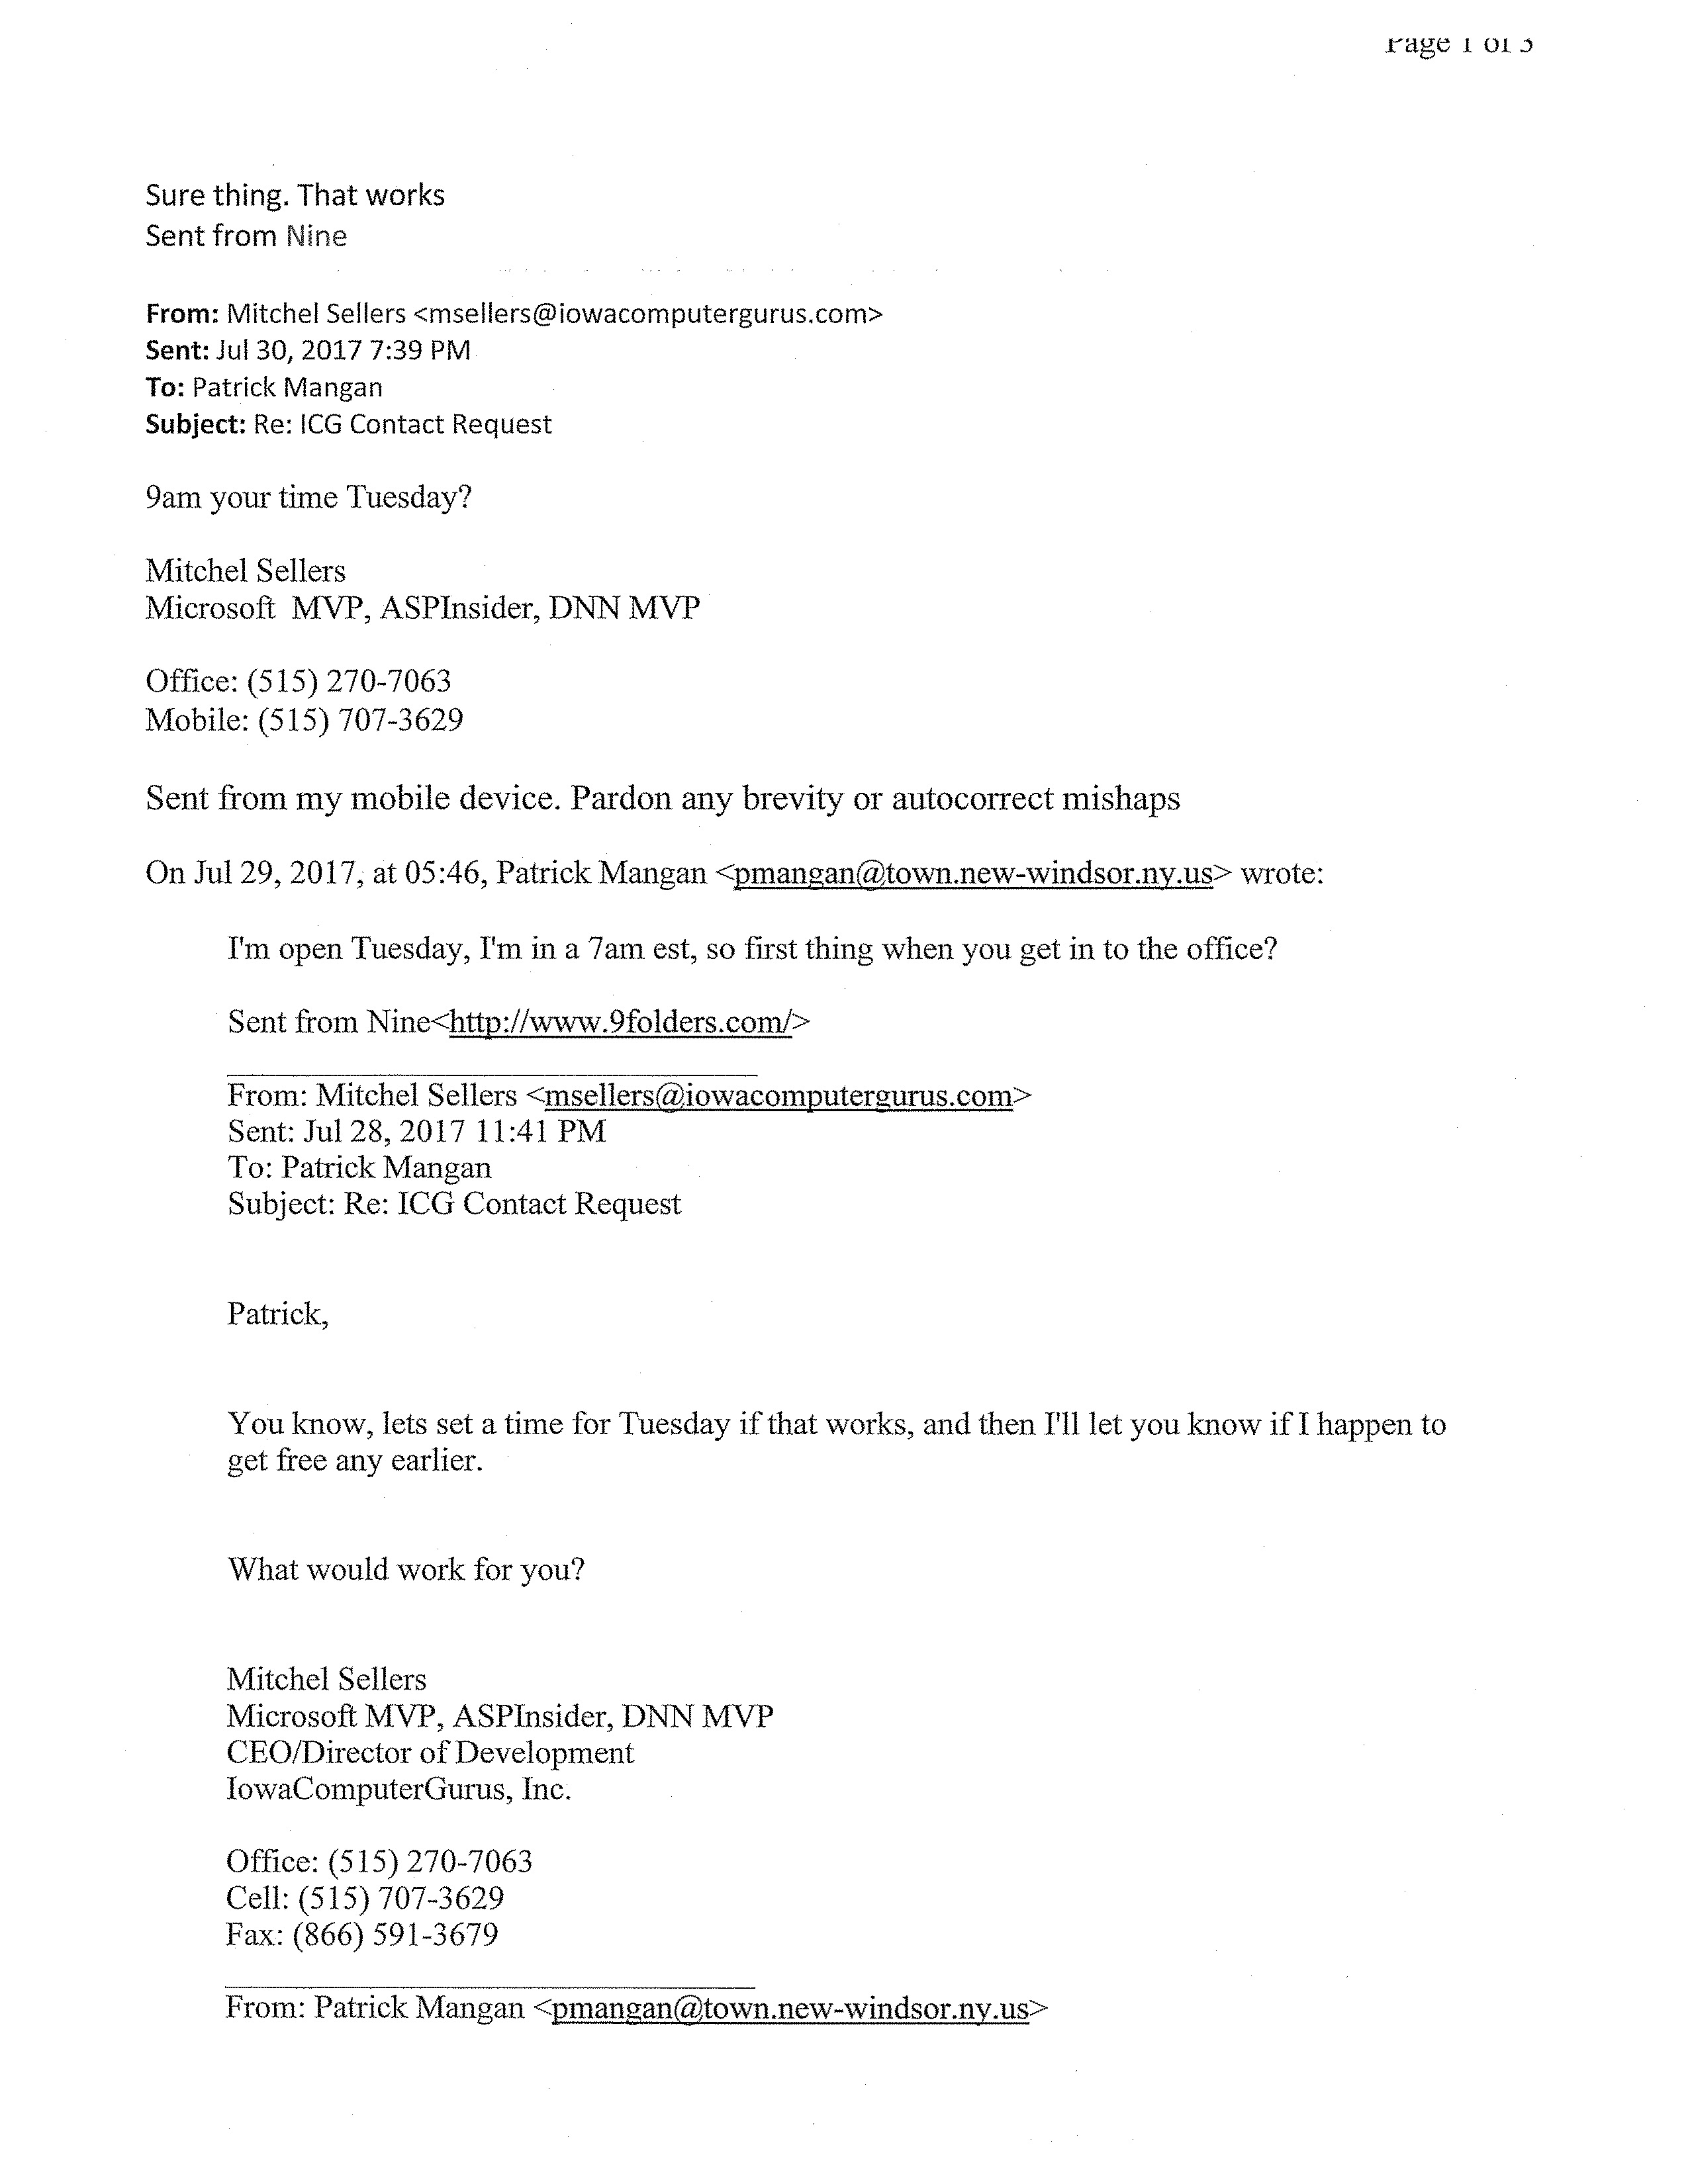 Page 1 of 3
Sure thing. That works
Sent from Nine
From: Mitchel Sellers <msellers@iowacomputergurus.com>
Sent: Jul 30, 2017 7:39 PM
To: Patrick Mangan
Subject: Re: ICG Contact Request
9am your time Tuesday?
Mitchel Sellers
Microsoft  MVP, ASPInsider, DNN MVP
Office: (515) 270-7063
Mobile: (515) 707-3629
Sent from my mobile device. Pardon any brevity or autocorrect mishaps
On Jul 29, 2017, at 05:46, Patrick Mangan <pmangan@town.new-windsor.ny.us> wrote:
I'm open Tuesday, I'm in a 7am est, so first thing when you get in to the office?
Sent from Nine<http://www.9folders.com/>
From: Mitchel Sellers <msellers@iowacomputergurus.com>
Sent: Jul 28, 2017 11:41 PM
To: Patrick Mangan
Subject: Re: ICG Contact Request
Patrick,
You know, lets set a time for Tuesday if that works, and then I'll let you know if I happen to
get free any earlier.
What would work for you?
Mitchel Sellers
Microsoft MVP, ASPInsider, DNN MVP
CEO/Director of Development
IowaComputerGurus, Inc.
Office: (515) 270-7063
Cell: (515) 707-3629
Fax: (866) 591-3679
From: Patrick Mangan <pmangan@town.new-windsor.ny.us>